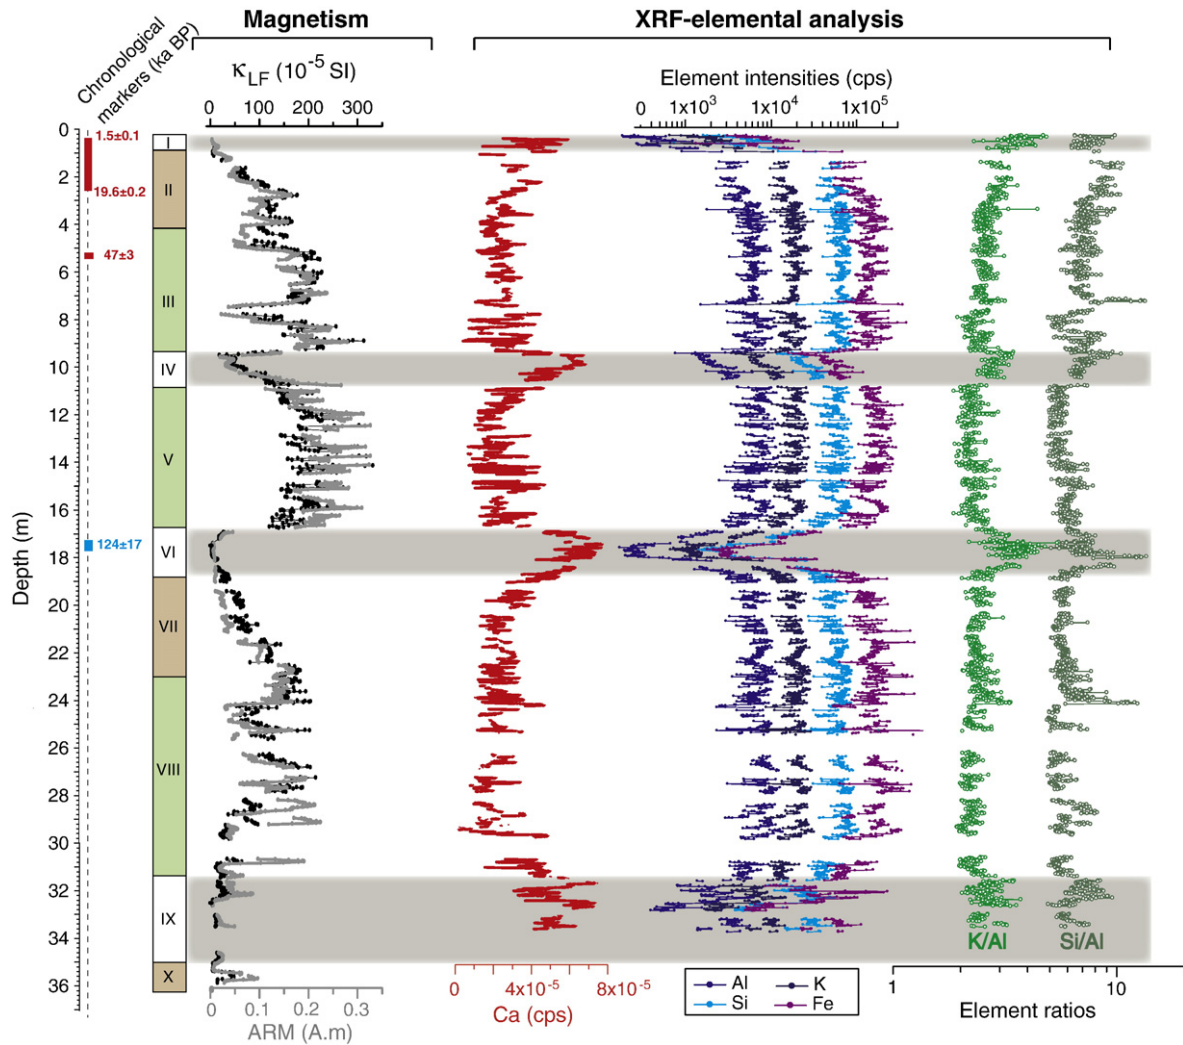 Magnetism
XRF-elemental analysis
Chronological
markers (ka BP)
κLF (10-5 SI)
Element intensities (cps)
0 100 200 300
0 1x10³ 1x10⁴ 1x10⁵
0
2
4
6
8
10
12
14
16
18
20
22
24
26
28
30
32
34
36
Depth (m)
1.5±0.1
19.6±0.2
47±3
124±17
I
II
III
IV
V
VI
VII
VIII
IX
X
K/Al
Si/Al
0 0.1 0.2 0.3
ARM (A.m)
0 4x10⁻⁵ 8x10⁻⁵
Ca (cps)
Al K
Si Fe
1 10
Element ratios